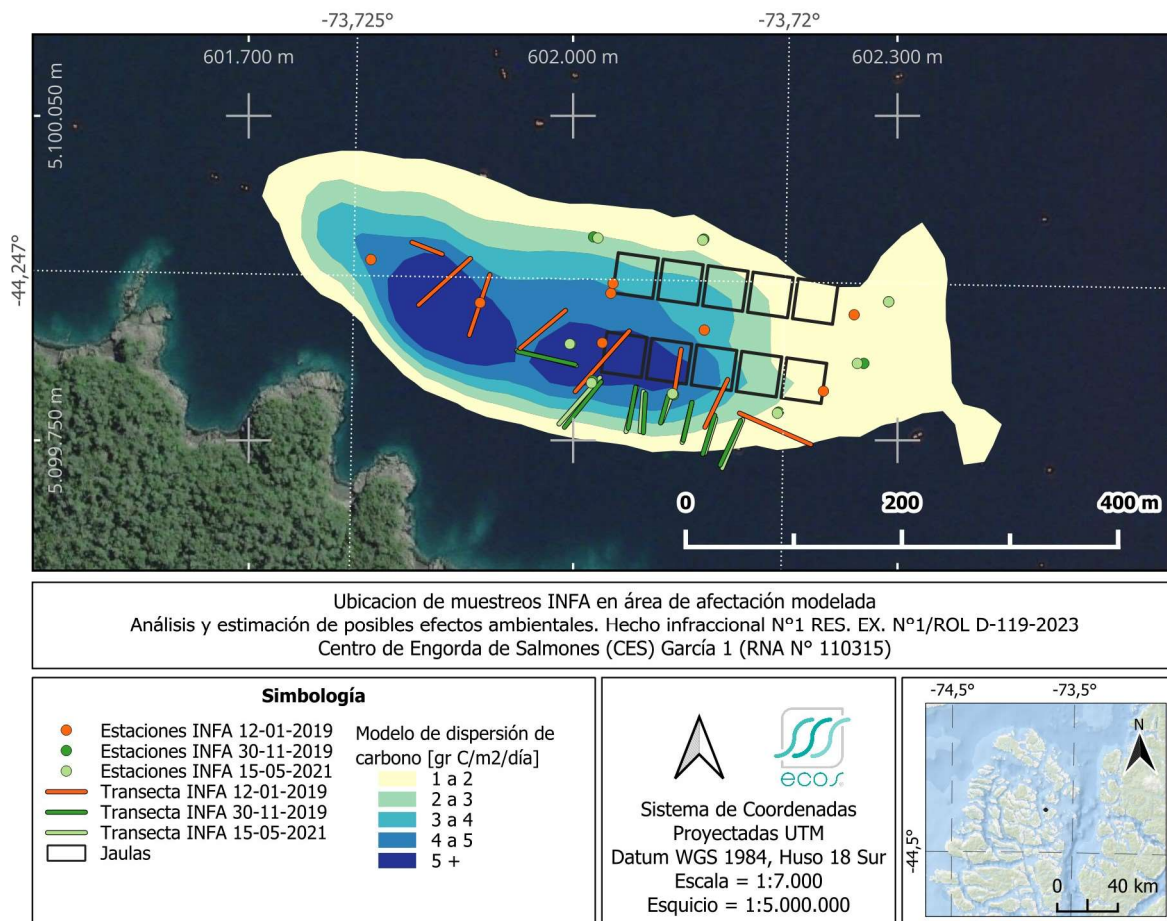 -73,725°
-73,72°
601.700 m
602.000 m
602.300 m
5.100.050 m
-44,247°
5.099.750 m
0
200
400 m
Ubicacion de muestreos INFA en área de afectación modelada
Análisis y estimación de posibles efectos ambientales. Hecho infraccional N°1 RES. EX. N°1/ROL D-119-2023
Centro de Engorda de Salmones (CES) García 1 (RNA N° 110315)
Simbología
Estaciones INFA 12-01-2019
Estaciones INFA 30-11-2019
Estaciones INFA 15-05-2021
Transecta INFA 12-01-2019
Transecta INFA 30-11-2019
Transecta INFA 15-05-2021
Jaulas
Modelo de dispersión de
carbono [gr C/m2/día]
1 a 2
2 a 3
3 a 4
4 a 5
5 +
ecos
Sistema de Coordenadas
Proyectadas UTM
Datum WGS 1984, Huso 18 Sur
Escala = 1:7.000
Esquicio = 1:5.000.000
-74,5°
-73,5°
N
-44,5°
0
40 km